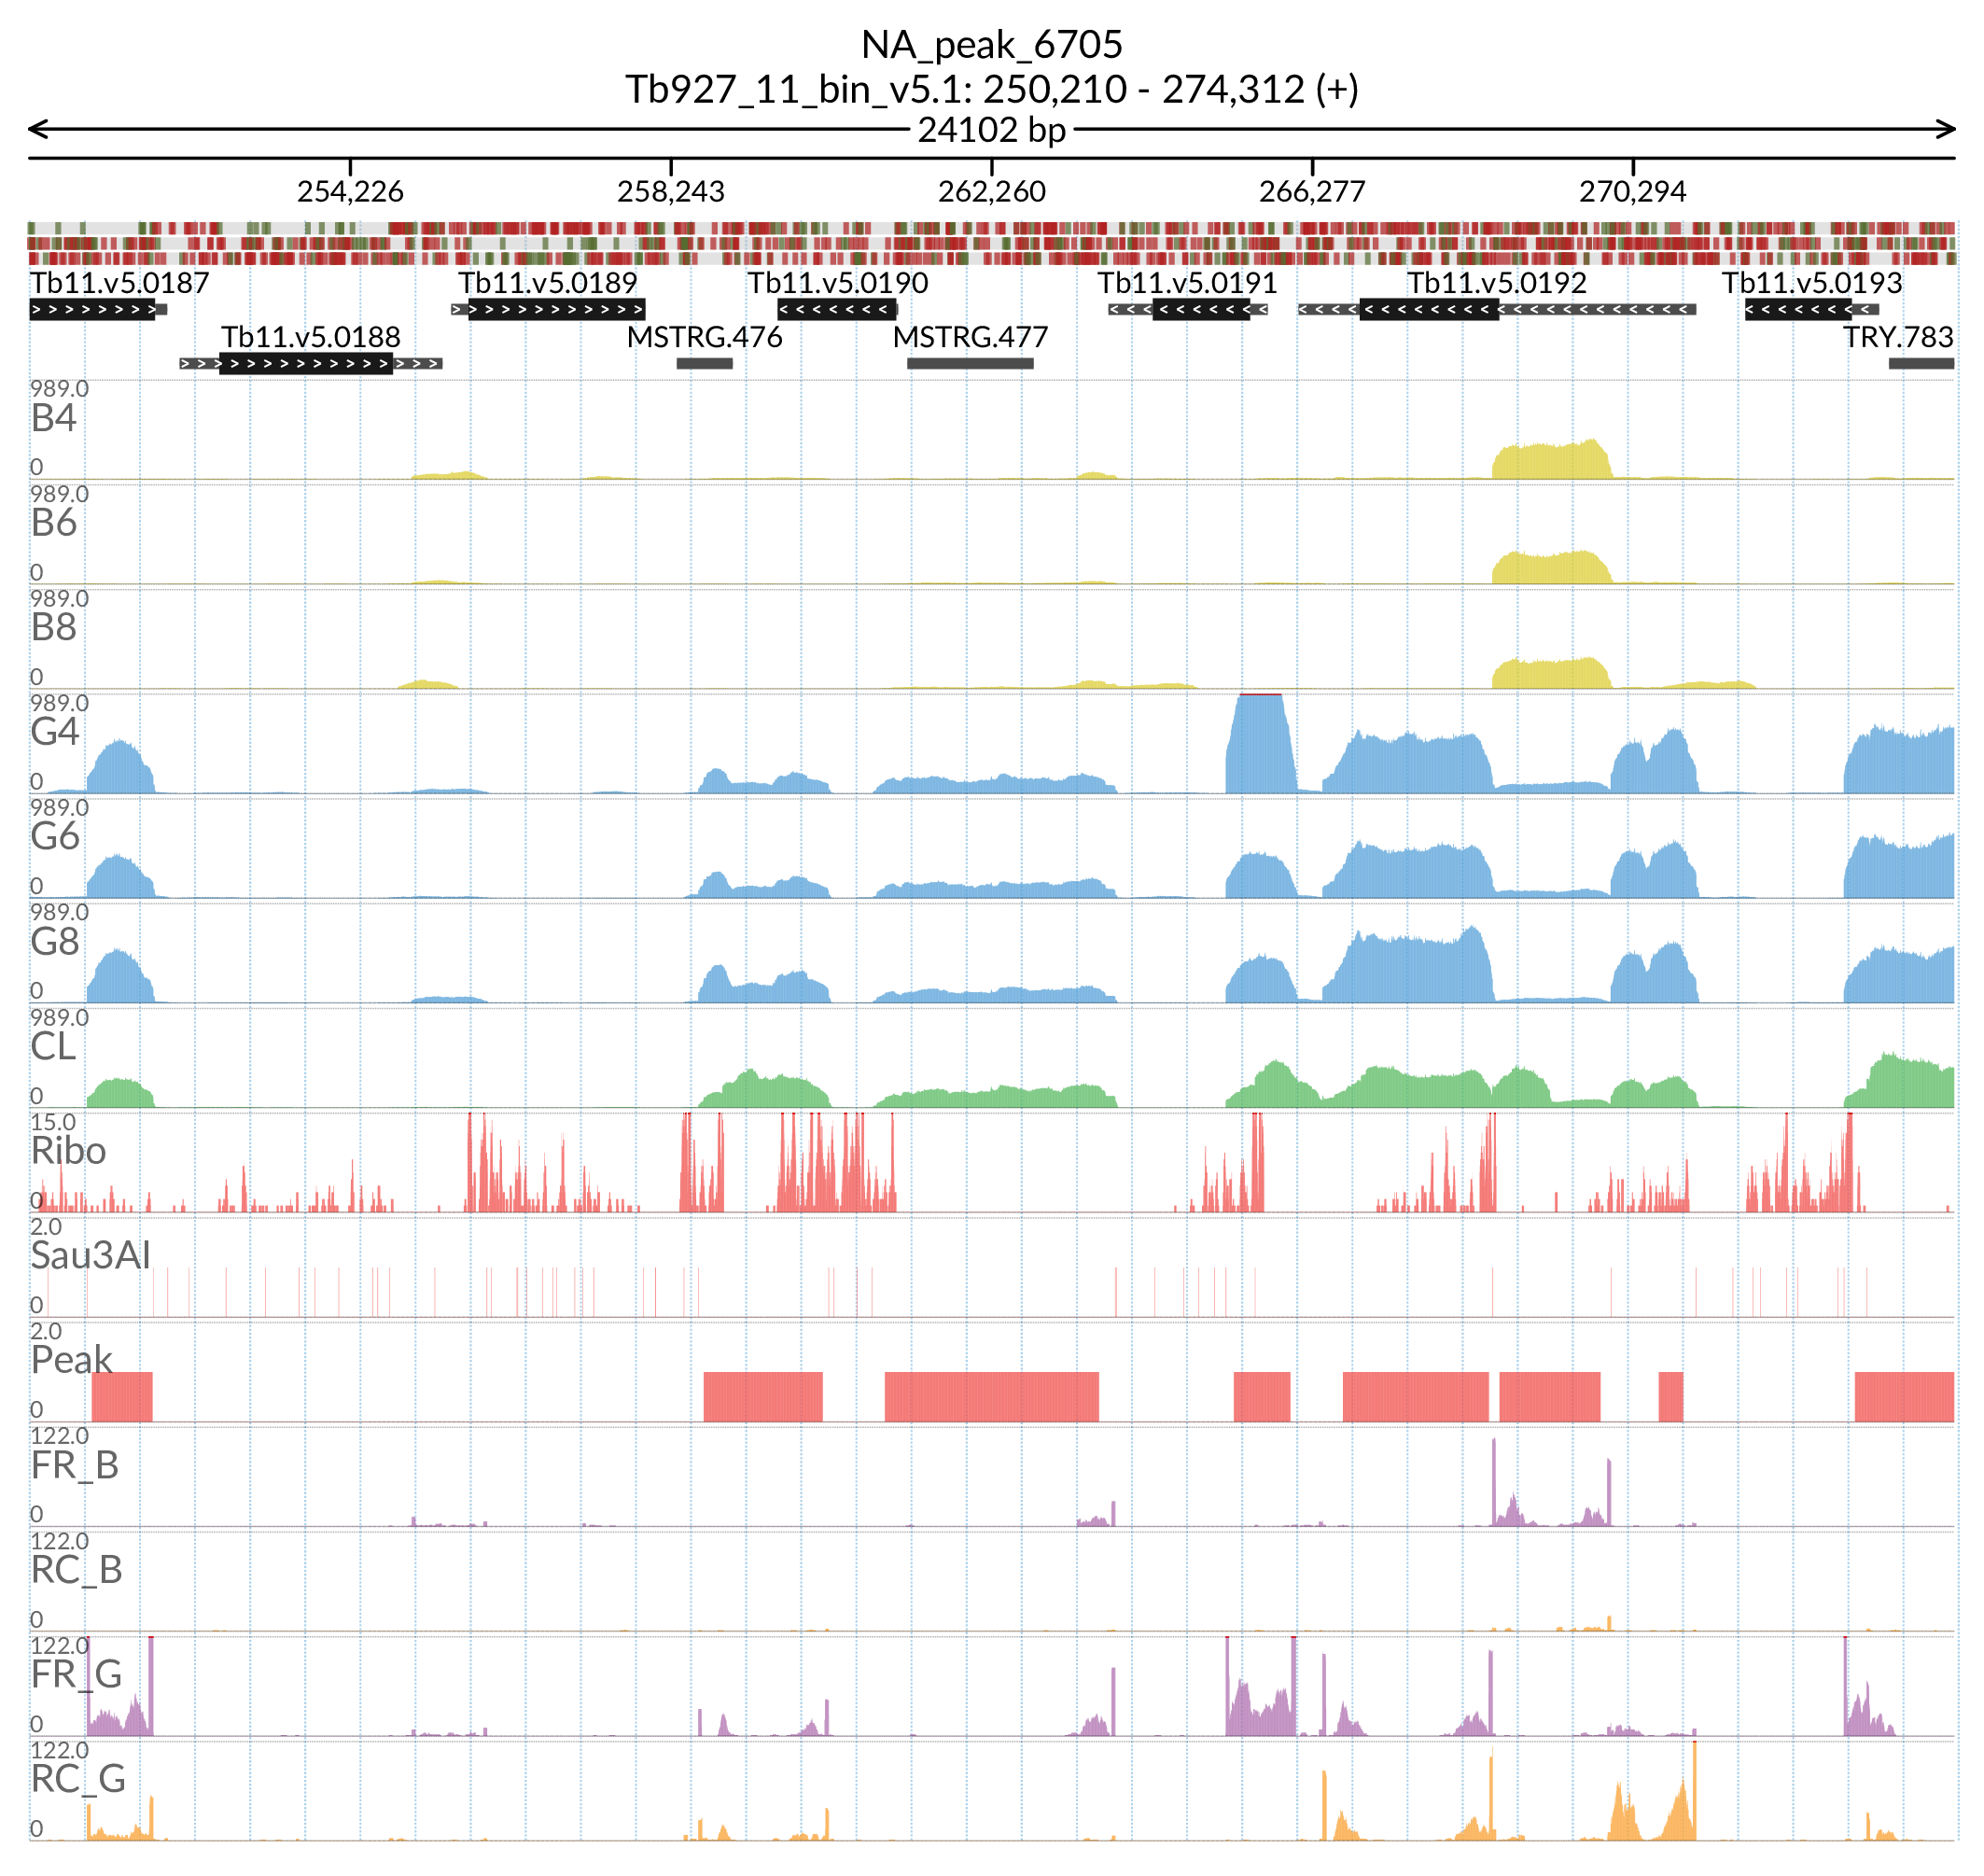 NA_peak_6705
Tb927_11_bin_v5.1: 250,210 - 274,312 (+)
24102 bp
254,226 258,243 262,260 266,277 270,294
Tb11.v5.0187 Tb11.v5.0189 Tb11.v5.0190 Tb11.v5.0191 Tb11.v5.0192 Tb11.v5.0193
Tb11.v5.0188 MSTRG.476 MSTRG.477 TRY.783
989.0
B4
0
989.0
B6
0
989.0
B8
0
989.0
G4
0
989.0
G6
0
989.0
G8
0
989.0
CL
0
15.0
Ribo
0
2.0
Sau3AI
0
2.0
Peak
0
122.0
FR_B
0
122.0
RC_B
0
122.0
FR_G
0
122.0
RC_G
0